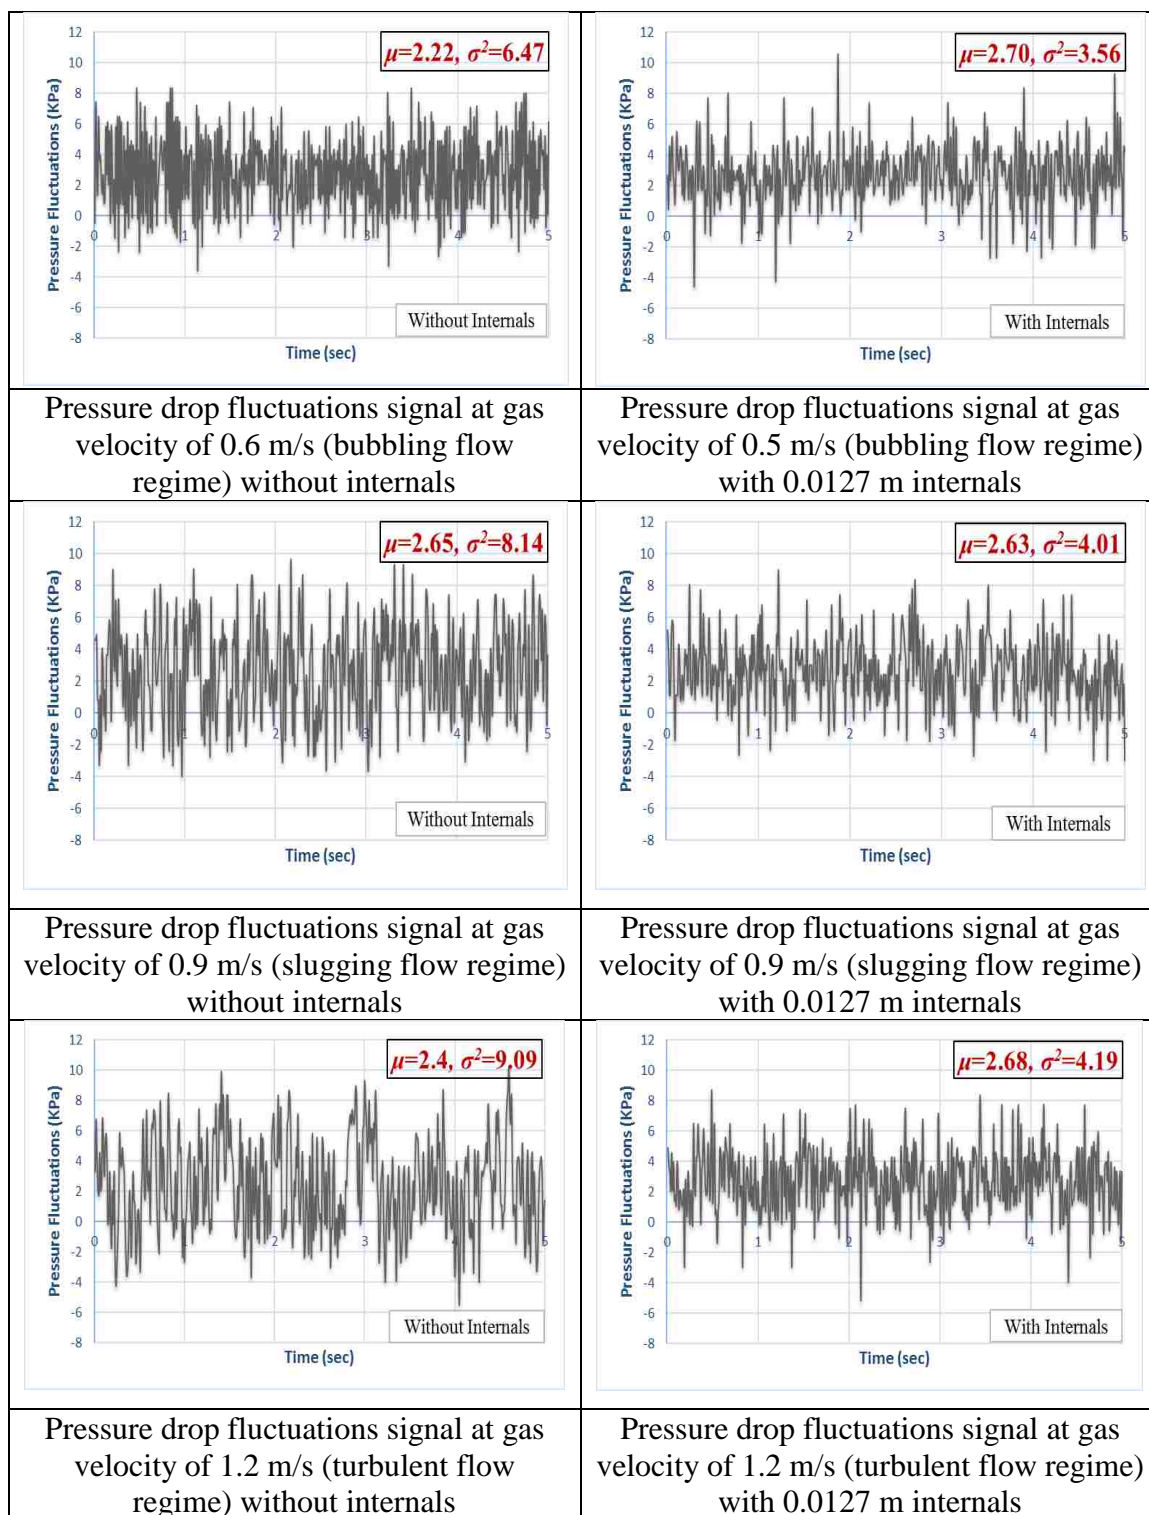 12
10
8
6
4
2
0
-2
-4
-6
-8
0
1
2
3
4
5
Pressure Fluctuations (KPa)
Time (sec)
μ=2.22, σ²=6.47
Without Internals
12
10
8
6
4
2
0
-2
-4
-6
-8
0
1
2
3
4
5
Pressure Fluctuations (KPa)
Time (sec)
μ=2.70, σ²=3.56
With Internals
Pressure drop fluctuations signal at gas
velocity of 0.6 m/s (bubbling flow
regime) without internals
Pressure drop fluctuations signal at gas
velocity of 0.5 m/s (bubbling flow regime)
with 0.0127 m internals
12
10
8
6
4
2
0
-2
-4
-6
-8
0
1
2
3
4
5
Pressure Fluctuations (KPa)
Time (sec)
μ=2.65, σ²=8.14
Without Internals
12
10
8
6
4
2
0
-2
-4
-6
-8
0
1
2
3
4
5
Pressure Fluctuations (KPa)
Time (sec)
μ=2.63, σ²=4.01
With Internals
Pressure drop fluctuations signal at gas
velocity of 0.9 m/s (slugging flow regime)
without internals
Pressure drop fluctuations signal at gas
velocity of 0.9 m/s (slugging flow regime)
with 0.0127 m internals
12
10
8
6
4
2
0
-2
-4
-6
-8
0
1
2
3
4
5
Pressure Fluctuations (KPa)
Time (sec)
μ=2.4, σ²=9.09
Without Internals
12
10
8
6
4
2
0
-2
-4
-6
-8
0
1
2
3
4
5
Pressure Fluctuations (KPa)
Time (sec)
μ=2.68, σ²=4.19
With Internals
Pressure drop fluctuations signal at gas
velocity of 1.2 m/s (turbulent flow
regime) without internals
Pressure drop fluctuations signal at gas
velocity of 1.2 m/s (turbulent flow regime)
with 0.0127 m internals